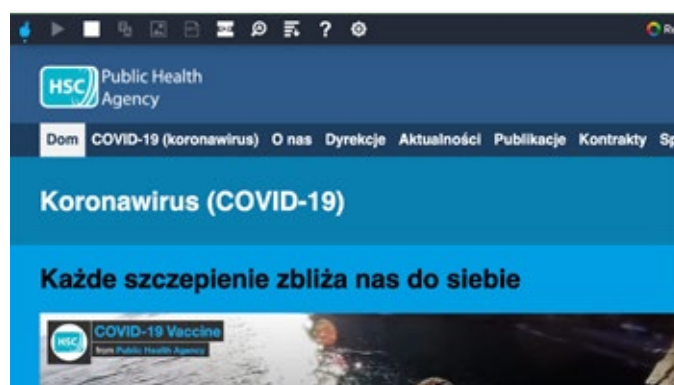 HSC Public Health
Agency
Dom COVID-19 (koronawirus) O nas Dyrekcje Aktualności Publikacje Kontrakty Sp
Koronawirus (COVID-19)
Każde szczepienie zbliża nas do siebie
HSC COVID-19 Vaccine
from Public Health Agency